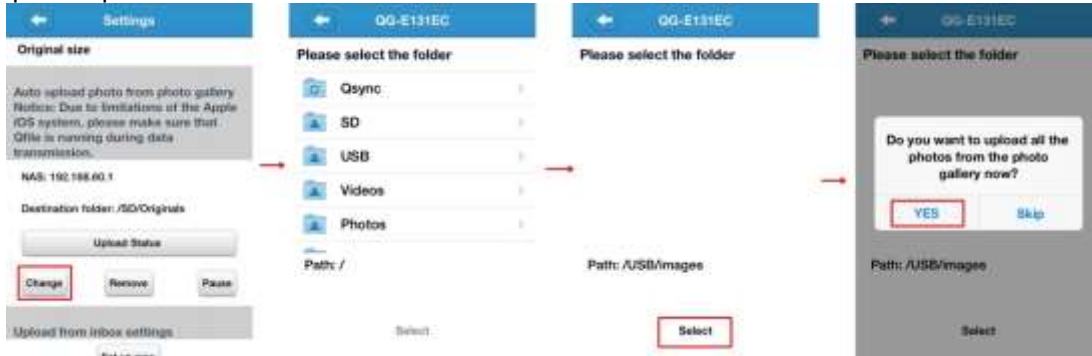 Settings
Original size
Auto upload photo from photo gallery
Notice: Due to limitations of the Apple
iOS system, please make sure that
Qfile is running during data
transmission.
NAS: 192.168.60.1
Destination folder: /SD/Originals
Upload Status
Change
Remove
Pause
Upload from inbox settings
QG-E131EC
Please select the folder
Qsync
SD
USB
Videos
Photos
Path: /
Select
QG-E131EC
Please select the folder
Path: /USB/images
Select
QG-E131EC
Please select the folder
Do you want to upload all the
photos from the photo
gallery now?
YES
Skip
Path: /USB/images
Select